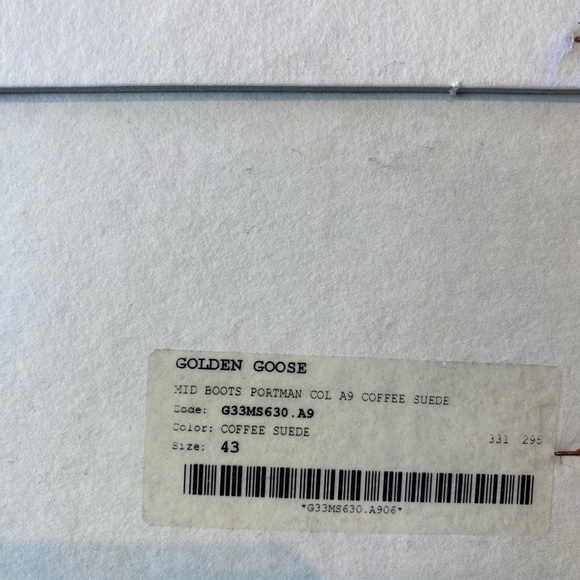 GOLDEN GOOSE
MID BOOTS PORTMAN COL A9 COFFEE SUEDE
Code: G33MS630.A9
Color: COFFEE SUEDE
331 295
Size: 43
*G33MS630.A906*